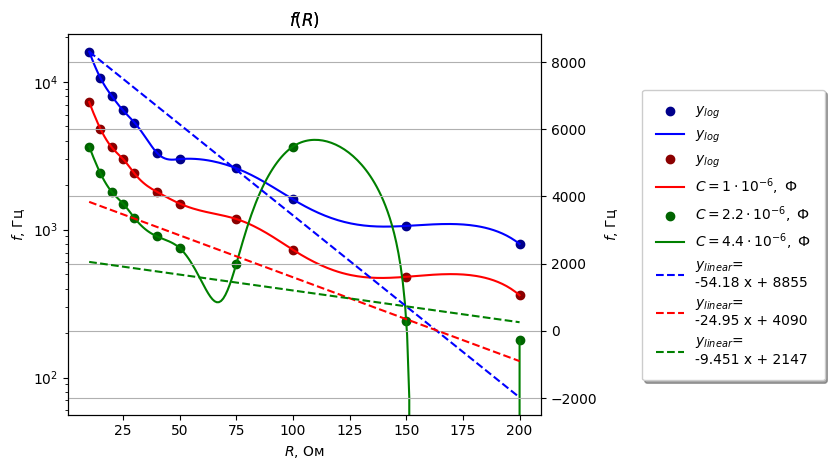 f(R)
10⁴
10³
10²
f, Гц
8000
6000
4000
2000
0
−2000
f, Гц
25
50
75
100
125
150
175
200
R, Ом
y_log
y_log
y_log
C = 1 · 10⁻⁶, Ф
C = 2.2 · 10⁻⁶, Ф
C = 4.4 · 10⁻⁶, Ф
y_linear=
-54.18 x + 8855
y_linear=
-24.95 x + 4090
y_linear=
-9.451 x + 2147